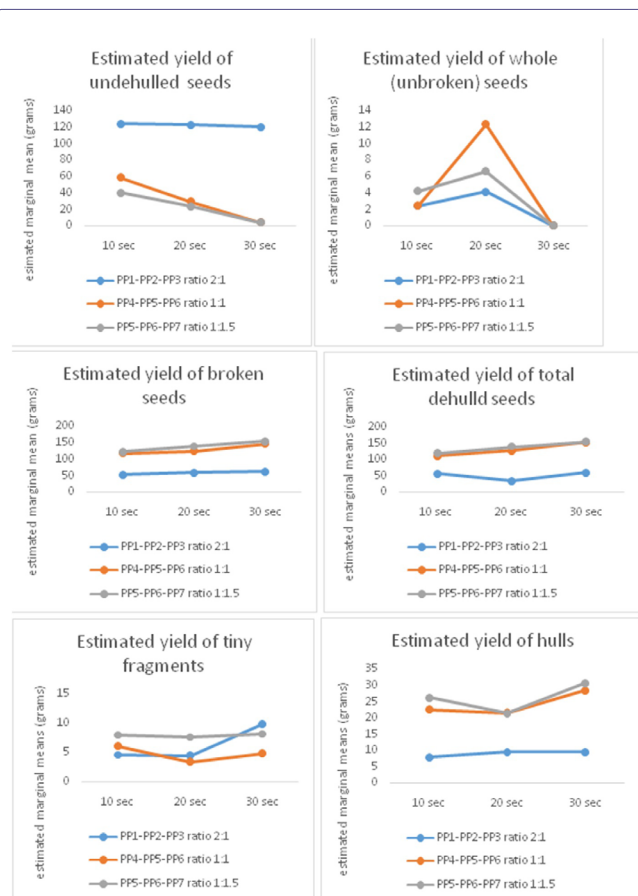 Estimated yield of
undehulled seeds
esimated marginal mean (grams)
140
120
100
80
60
40
20
0
10 sec 20 sec 30 sec
PP1-PP2-PP3 ratio 2:1
PP4-PP5-PP6 ratio 1:1
PP5-PP6-PP7 ratio 1:1.5
Estimated yield of whole
(unbroken) seeds
estimated marginal mean (grams)
14
12
10
8
6
4
2
0
10 sec 20 sec 30 sec
PP1-PP2-PP3 ratio 2:1
PP4-PP5-PP6 ratio 1:1
PP5-PP6-PP7 ratio 1:1.5
Estimated yield of broken
seeds
estimated marginal mean (grams)
200
150
100
50
0
10 sec 20 sec 30 sec
PP1-PP2-PP3 ratio 2:1
PP4-PP5-PP6 ratio 1:1
PP5-PP6-PP7 ratio 1:1.5
Estimated yield of total
dehulld seeds
estimated marginal means (grams)
200
150
100
50
0
10 sec 20 sec 30 sec
PP1-PP2-PP3 ratio 2:1
PP4-PP5-PP6 ratio 1:1
PP5-PP6-PP7 ratio 1:1.5
Estimated yield of tiny
fragments
estimated marginal means (grams)
15
10
5
0
10 sec 20 sec 30 sec
PP1-PP2-PP3 ratio 2:1
PP4-PP5-PP6 ratio 1:1
PP5-PP6-PP7 ratio 1:1.5
Estimated yield of hulls
estimated marginal means (grams)
35
30
25
20
15
10
5
0
10 sec 20 sec 30 sec
PP1-PP2-PP3 ratio 2:1
PP4-PP5-PP6 ratio 1:1
PP5-PP6-PP7 ratio 1:1.5